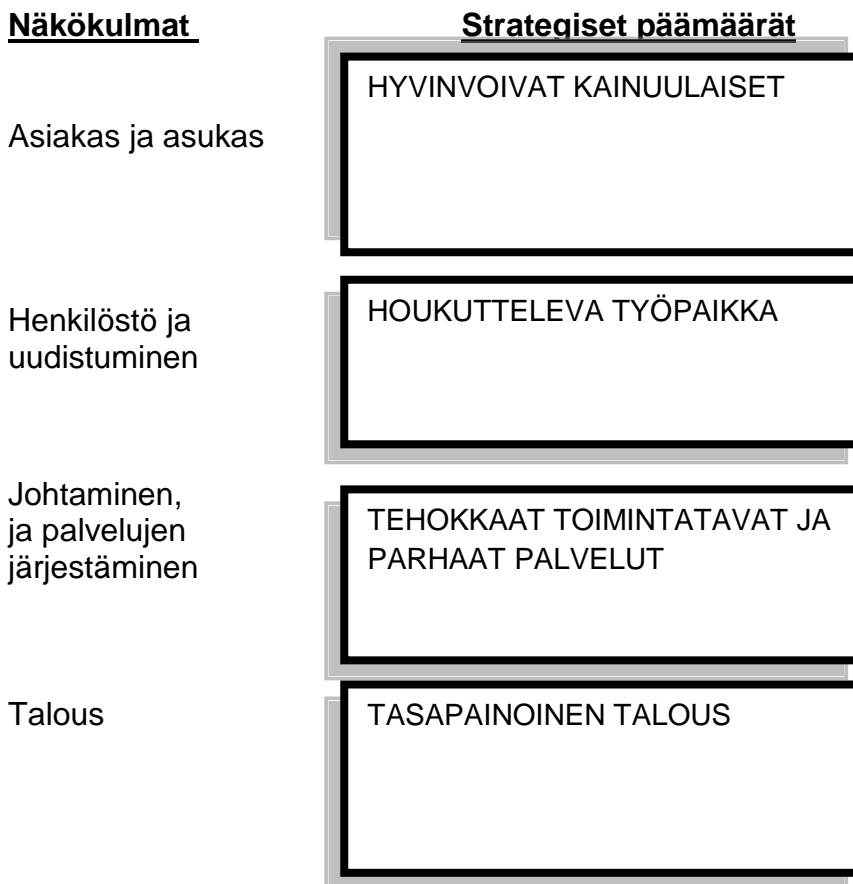 Näkökulmat Strategiset päämäärät
HYVINVOIVAT KAINUULAISET
Asiakas ja asukas
HOUKUTTELEVA TYÖPAIKKA
Henkilöstö ja
uudistuminen
Johtaminen,
ja palvelujen
järjestäminen
TEHOKKAAT TOIMINTATAVAT JA
PARHAAT PALVELUT
Talous
TASAPAINOINEN TALOUS